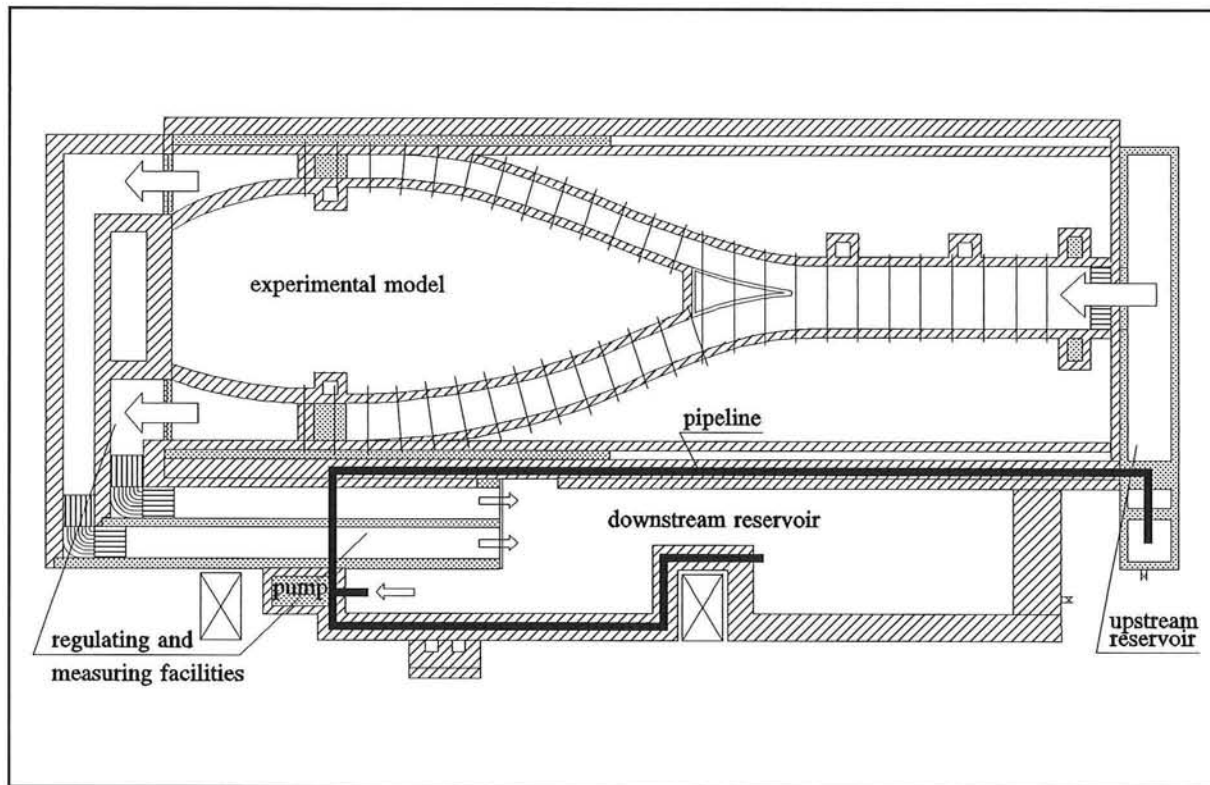 experimental model
pipeline
downstream reservoir
pump
regulating and
measuring facilities
upstream
reservoir